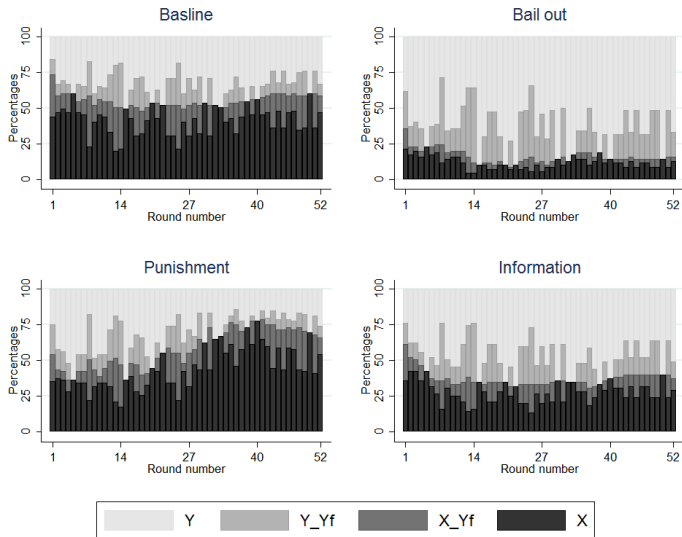 Basline
Bail out
Percentages
0 25 50 75 100
1 14 27 40 52
Round number
Percentages
0 25 50 75 100
1 14 27 40 52
Round number
Punishment
Information
Percentages
0 25 50 75 100
1 14 27 40 52
Round number
Percentages
0 25 50 75 100
1 14 27 40 52
Round number
Y Y_Yf X_Yf X